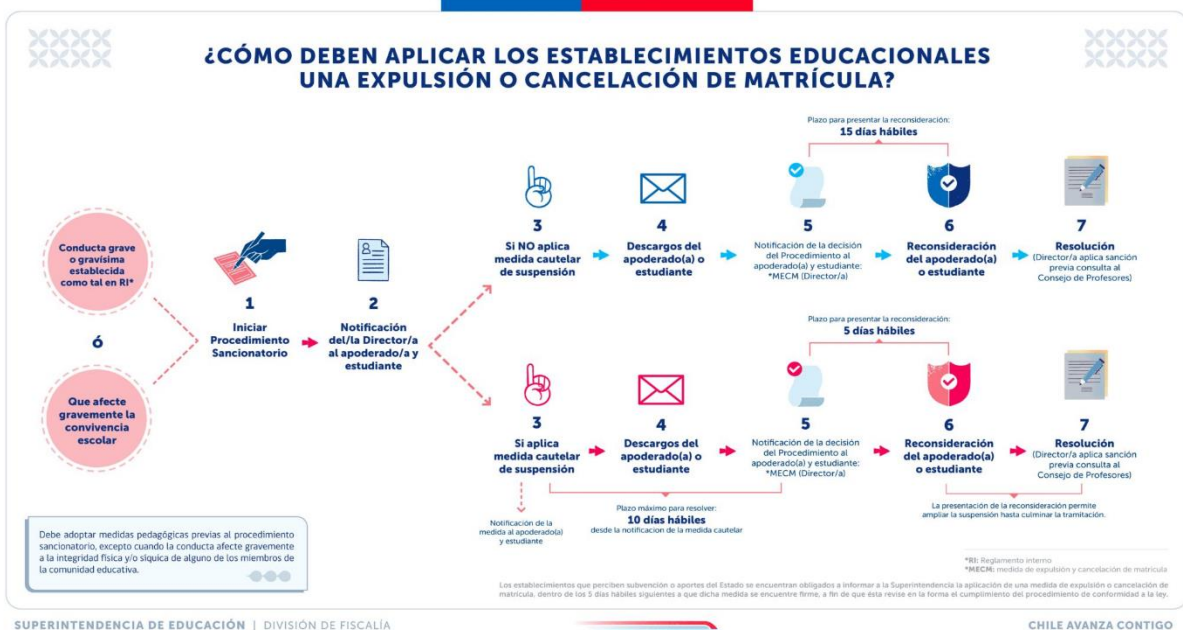 ¿CÓMO DEBEN APLICAR LOS ESTABLECIMIENTOS EDUCACIONALES
UNA EXPULSIÓN O CANCELACIÓN DE MATRÍCULA?
Conducta grave
o gravísima
establecida
como tal en RI*
ó
Que afecte
gravemente la
convivencia
escolar
1
Iniciar
Procedimiento
Sancionatorio
2
Notificación
del/la Director/a
al apoderado/a y
estudiante
Plazo para presentar la reconsideración:
15 días hábiles
3
Si NO aplica
medida cautelar
de suspensión
4
Descargos del
apoderado(a) o
estudiante
5
Notificación de la decisión
del Procedimiento al
apoderado(a) y estudiante:
*MECM (Director/a)
6
Reconsideración
del apoderado(a)
o estudiante
7
Resolución
(Director/a aplica sanción
previa consulta al
Consejo de Profesores)
Plazo para presentar la reconsideración:
5 días hábiles
3
Si aplica
medida cautelar
de suspensión
4
Descargos del
apoderado(a) o
estudiante
5
Notificación de la decisión
del Procedimiento al
apoderado(a) y estudiante:
*MECM (Director/a)
6
Reconsideración
del apoderado(a)
o estudiante
7
Resolución
(Director/a aplica sanción
previa consulta al
Consejo de Profesores)
Notificación de la
medida al apoderado(a)
y estudiante
Plazo máximo para resolver:
10 días hábiles
desde la notificacion de la medida cautelar
La presentación de la reconsideración permite
ampliar la suspensión hasta culminar la tramitación.
Debe adoptar medidas pedagógicas previas al procedimiento
sancionatorio, excepto cuando la conducta afecte gravemente
a la integridad física y/o síquica de alguno de los miembros de
la comunidad educativa.
*RI: Reglamento interno
*MECM: medida de expulsión y cancelación de matrícula
Los establecimientos que perciben subvención o aportes del Estado se encuentran obligados a informar a la Superintendencia la aplicación de una medida de expulsión o cancelación de
matrícula, dentro de los 5 días hábiles siguientes a que dicha medida se encuentre firme, a fin de que ésta revise en la forma el cumplimiento del procedimiento de conformidad a la ley.
SUPERINTENDENCIA DE EDUCACIÓN | DIVISIÓN DE FISCALÍA
CHILE AVANZA CONTIGO